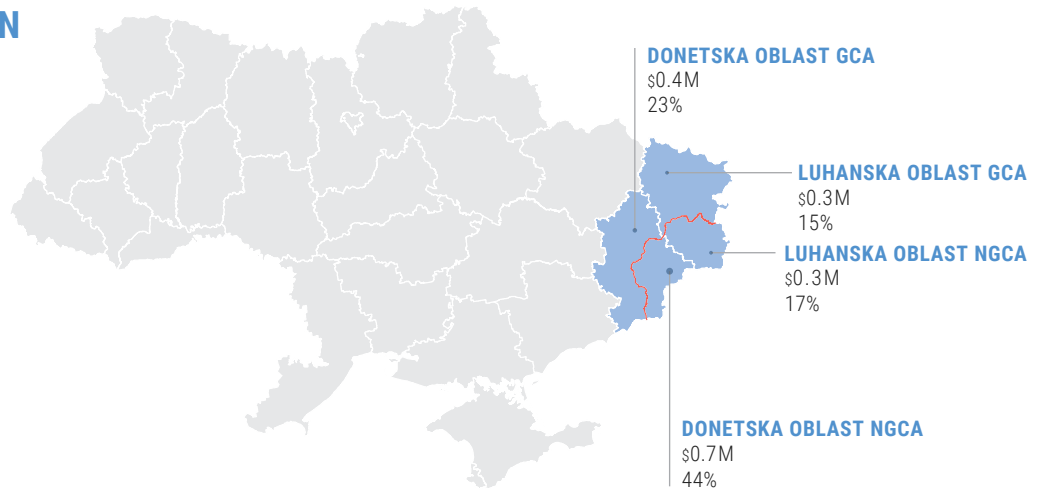 N
DONETSKA OBLAST GCA
$0.4M
23%
LUHANSKA OBLAST GCA
$0.3M
15%
LUHANSKA OBLAST NGCA
$0.3M
17%
DONETSKA OBLAST NGCA
$0.7M
44%